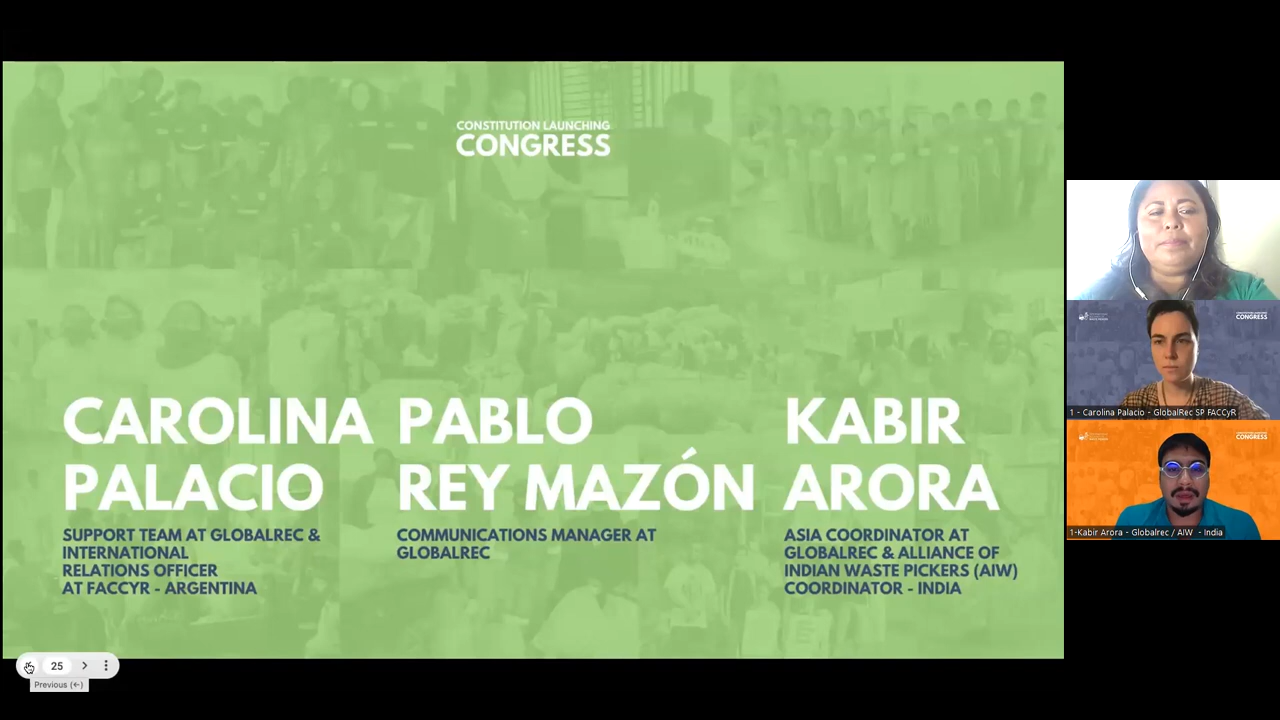 CONSTITUTION LAUNCHING
CONGRESS
CAROLINA
PALACIO
SUPPORT TEAM AT GLOBALREC &
INTERNATIONAL
RELATIONS OFFICER
AT FACCYR - ARGENTINA
PABLO
REY MAZÓN
COMMUNICATIONS MANAGER AT
GLOBALREC
KABIR
ARORA
ASIA COORDINATOR AT
GLOBALREC & ALLIANCE OF
INDIAN WASTE PICKERS (AIW)
COORDINATOR - INDIA
CONGRESS
1 - Carolina Palacio - GlobalRec SP FACCyR
CONGRESS
1-Kabir Arora - Globalrec / AIW - India
25
Previous (←)